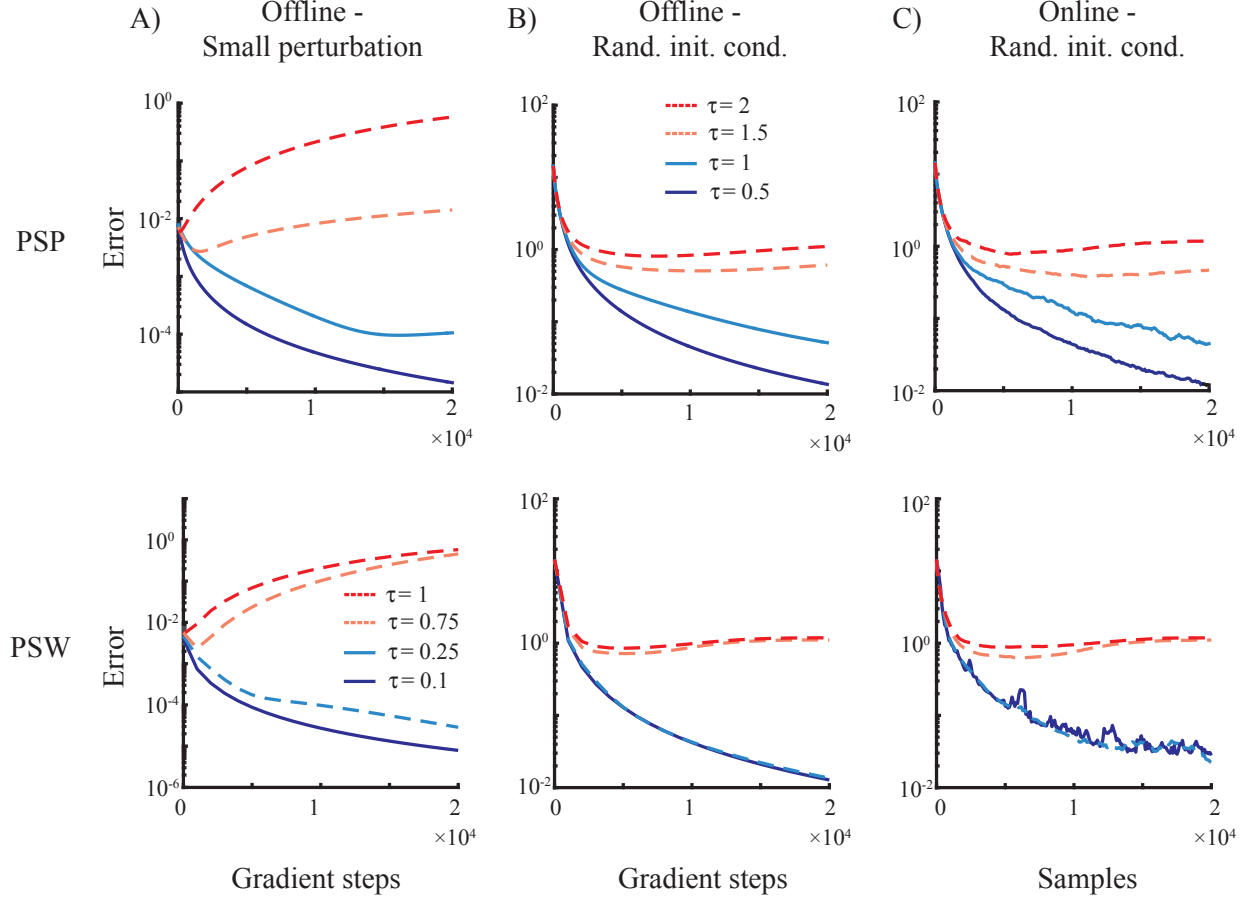 A)
Offline -
Small perturbation
B)
Offline -
Rand. init. cond.
C)
Online -
Rand. init. cond.
PSP
Error
10^0
10^-2
10^-4
0
1
2
×10^4
10^2
10^0
10^-2
τ = 2
τ = 1.5
τ = 1
τ = 0.5
0
1
2
×10^4
10^2
10^0
10^-2
0
1
2
×10^4
PSW
Error
10^0
10^-2
10^-4
10^-6
τ = 1
τ = 0.75
τ = 0.25
τ = 0.1
0
1
2
×10^4
Gradient steps
10^2
10^0
10^-2
0
1
2
×10^4
Gradient steps
10^2
10^0
10^-2
0
1
2
×10^4
Samples